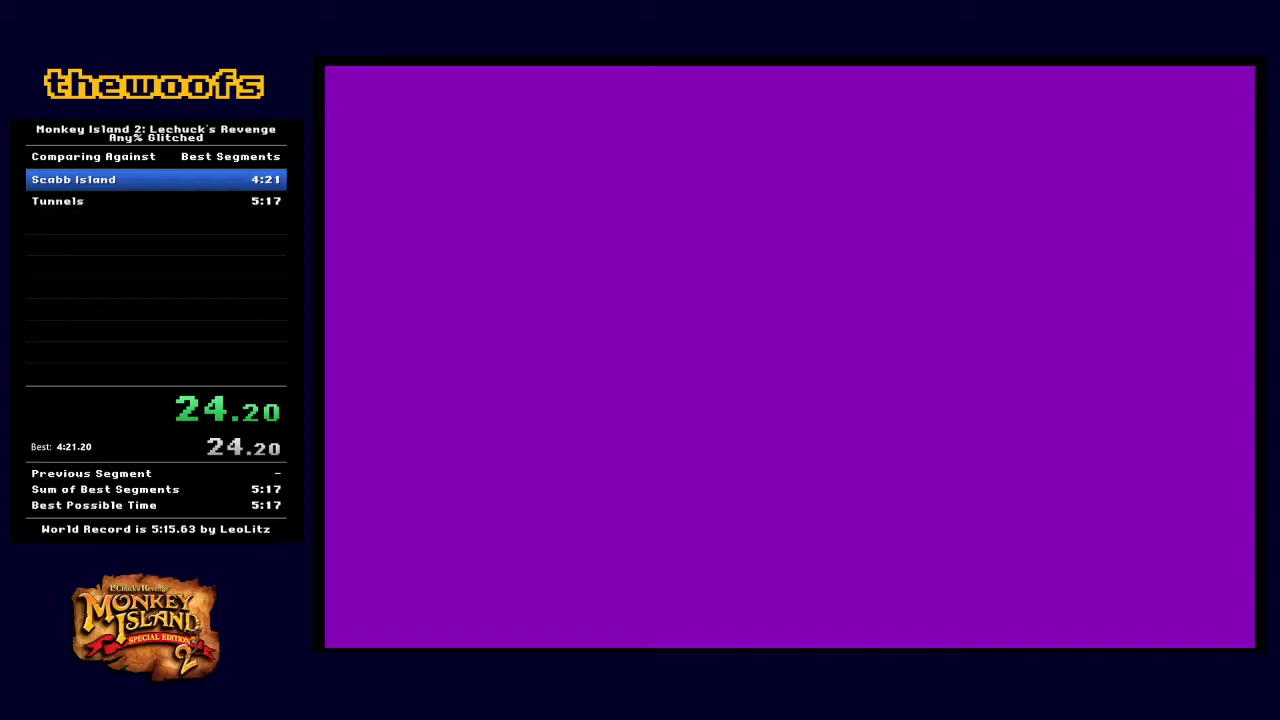 thewoofs
Monkey Island 2: Lechuck's Revenge
Any% Glitched
Comparing Against Best Segments
Scabb Island 4:21
Tunnels 5:17
24.20
Best: 4:21.20 24.20
Previous Segment -
Sum of Best Segments 5:17
Best Possible Time 5:17
World Record is 5:15.63 by LeoLitz
LeChuck's Revenge
MONKEY
ISLAND
SPECIAL EDITION
2